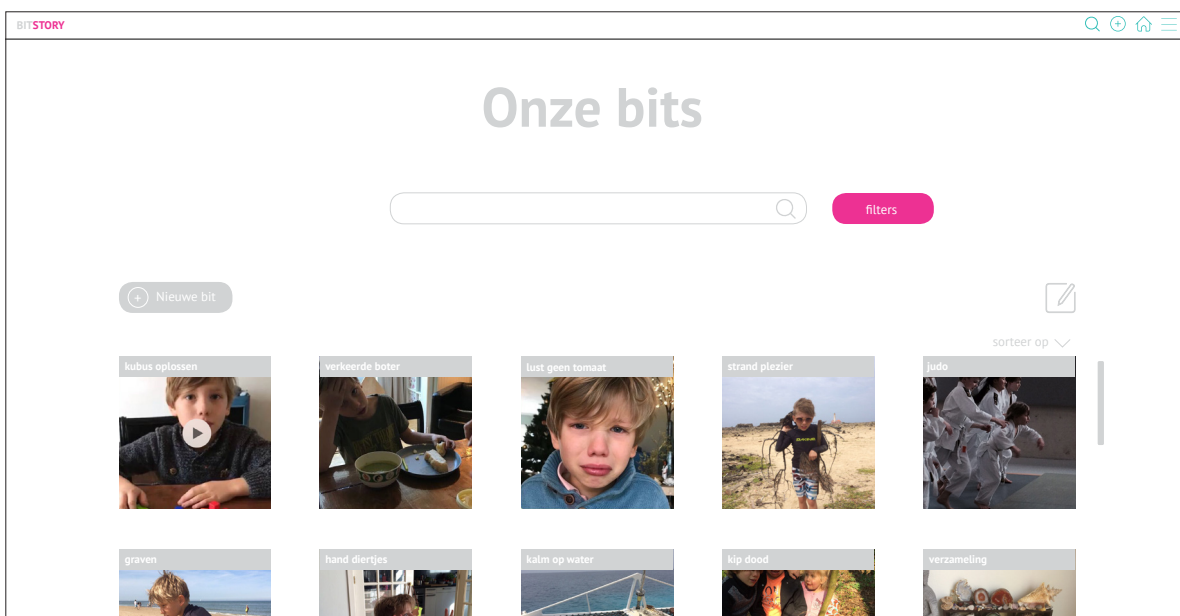 BITSTORY
Onze bits
filters
Nieuwe bit
sorteer op
kubus oplossen
verkeerde boter
lust geen tomaat
strand plezier
judo
graven
hand diertjes
kalm op water
kip dood
verzameling